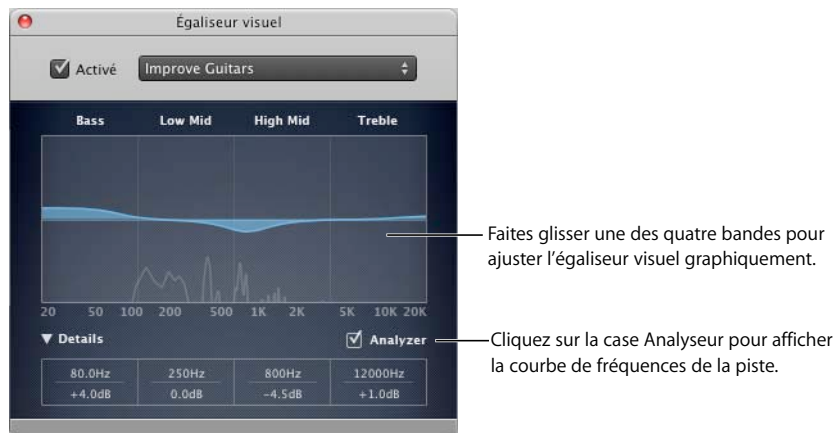 Égaliseur visuel
Activé
Improve Guitars
Bass Low Mid High Mid Treble
20 50 100 200 500 1K 2K 5K 10K 20K
Details
Analyzer
80.0Hz 250Hz 800Hz 12000Hz
+4.0dB 0.0dB -4.5dB +1.0dB
Faites glisser une des quatre bandes pour
ajuster l’égaliseur visuel graphiquement.
Cliquez sur la case Analyseur pour afficher
la courbe de fréquences de la piste.